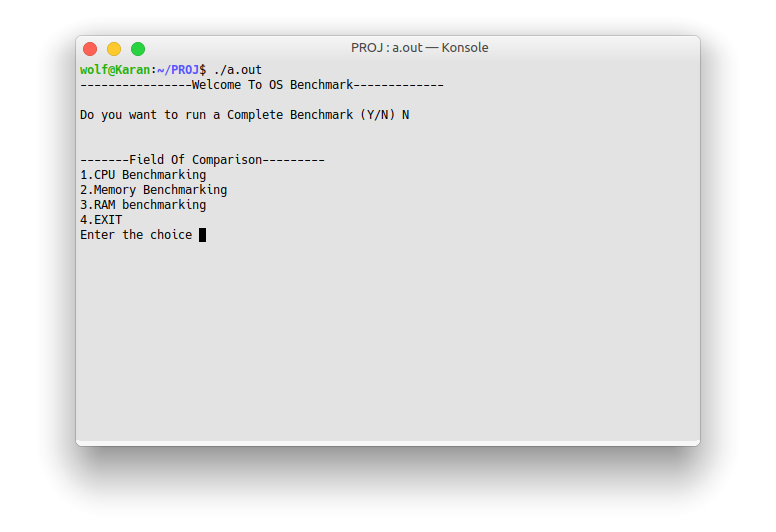 PROJ : a.out — Konsole
wolf@Karan:~/PROJ$ ./a.out
----------------Welcome To OS Benchmark-------------
Do you want to run a Complete Benchmark (Y/N) N
-------Field Of Comparison---------
1.CPU Benchmarking
2.Memory Benchmarking
3.RAM benchmarking
4.EXIT
Enter the choice